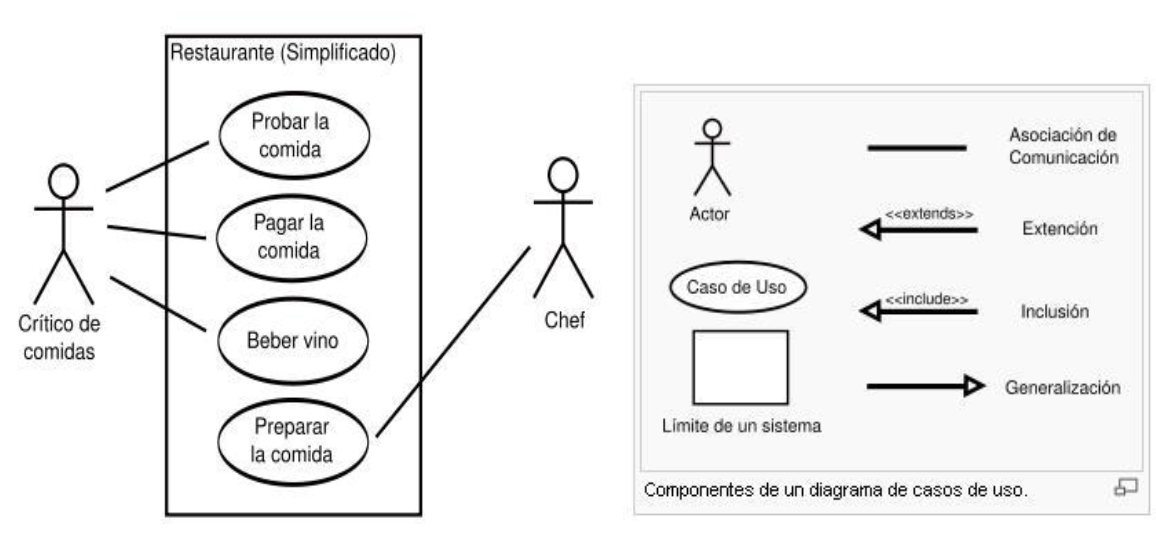 Restaurante (Simplificado)
Probar la
comida
Pagar la
comida
Beber vino
Preparar
la comida
Crítico de
comidas
Chef
Actor
Caso de Uso
Límite de un sistema
Asociación de
Comunicación
<<extends>>
Extención
<<include>>
Inclusión
Generalización
Componentes de un diagrama de casos de uso.